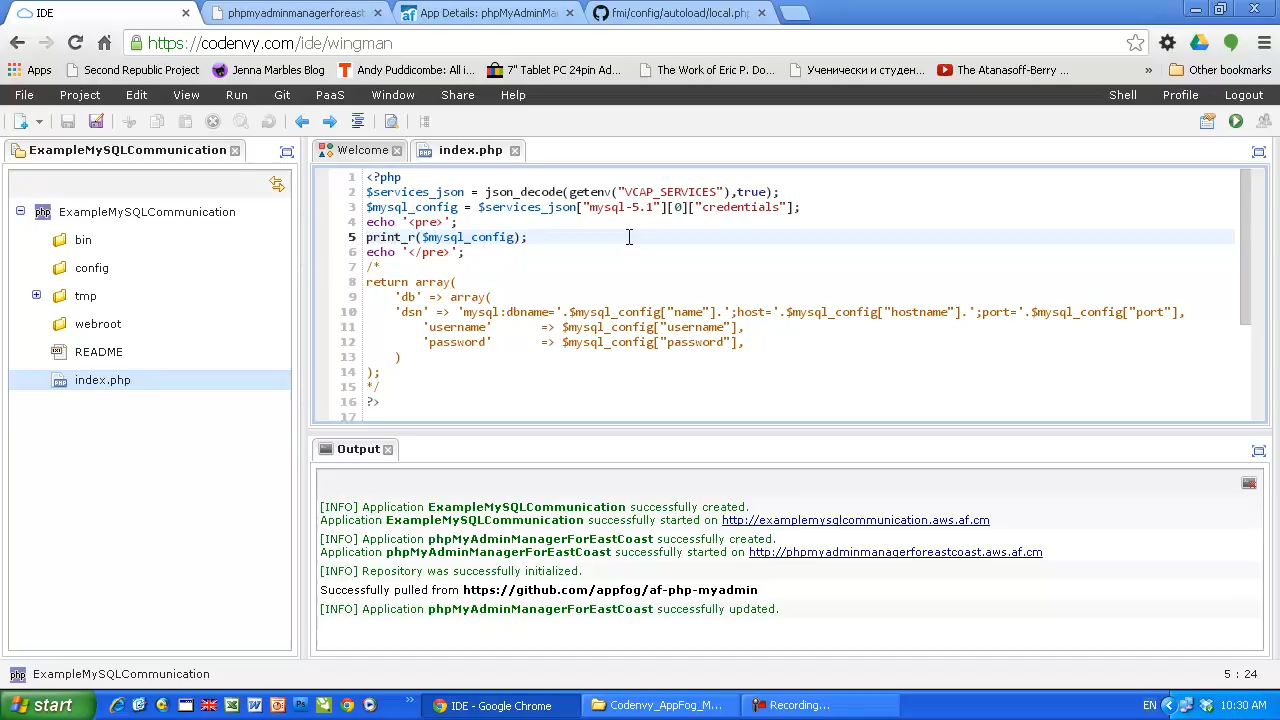 IDE
phpmyadminmanagerforeast
App Details: phpMyAdminMa
fmi/config/autoload/local.php
https://codenvy.com/ide/wingman
Apps
Second Republic Project
Jenna Marbles Blog
Andy Puddicombe: All i...
7" Tablet PC 24pin Ad...
The Work of Eric P. Do...
Ученически и студен...
The Atanasoff-Berry ...
»
Other bookmarks
File Project Edit View Run Git PaaS Window Share Help Shell Profile Logout
ExampleMySQLCommunication
Welcome
index.php
ExampleMySQLCommunication
bin
config
tmp
webroot
README
index.php
1 <?php
2 $services_json = json_decode(getenv("VCAP_SERVICES"),true);
3 $mysql_config = $services_json["mysql-5.1"][0]["credentials"];
4 echo '<pre>';
5 print_r($mysql_config);
6 echo '</pre>';
7 /*
8 return array(
9 'db' => array(
10 'dsn' => 'mysql:dbname='.$mysql_config["name"].';host='.$mysql_config["hostname"].';port='.$mysql_config["port"],
11 'username' => $mysql_config["username"],
12 'password' => $mysql_config["password"],
13 )
14 );
15 */
16 ?>
17
Output
[INFO] Application ExampleMySQLCommunication successfully created.
Application ExampleMySQLCommunication successfully started on http://examplemysqlcommunication.aws.af.cm
[INFO] Application phpMyAdminManagerForEastCoast successfully created.
Application phpMyAdminManagerForEastCoast successfully started on http://phpmyadminmanagerforeastcoast.aws.af.cm
[INFO] Repository was successfully initialized.
Successfully pulled from https://github.com/appfog/af-php-myadmin
[INFO] Application phpMyAdminManagerForEastCoast successfully updated.
ExampleMySQLCommunication
5 : 24
start
»
IDE - Google Chrome
Codenvy_AppFog_M...
Recording...
EN
10:30 AM